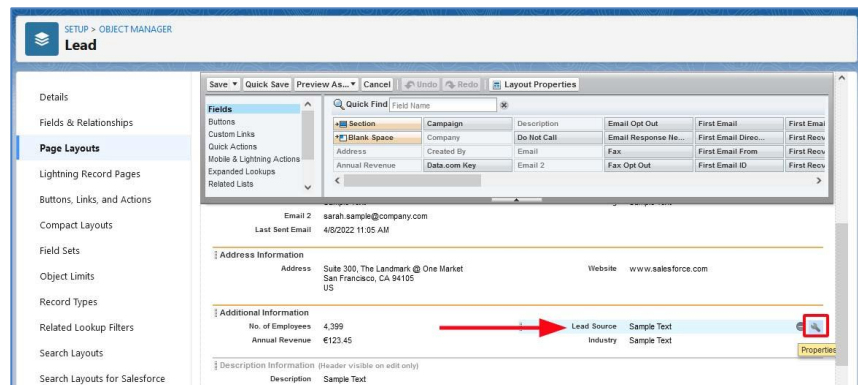 SETUP > OBJECT MANAGER
Lead
Details
Fields & Relationships
Page Layouts
Lightning Record Pages
Buttons, Links, and Actions
Compact Layouts
Field Sets
Object Limits
Record Types
Related Lookup Filters
Search Layouts
Search Layouts for Salesforce
Save Quick Save Preview As... Cancel Undo Redo Layout Properties
Fields
Buttons
Custom Links
Quick Actions
Mobile & Lightning Actions
Expanded Lookups
Related Lists
Quick Find Field Name
Section Campaign Description Email Opt Out First Email First Emai
Blank Space Company Do Not Call Email Response Ne... First Email Direc... First Recv
Address Created By Email Fax First Email From First Recv
Annual Revenue Data.com Key Email 2 Fax Opt Out First Email ID First Recv
Email 2 sarah.sample@company.com
Last Sent Email 4/8/2022 11:05 AM
Address Information
Address Suite 300, The Landmark @ One Market Website www.salesforce.com
San Francisco, CA 94105
US
Additional Information
No. of Employees 4,399 Lead Source Sample Text
Annual Revenue €123.45 Industry Sample Text
Properties
Description Information (Header visible on edit only)
Description Sample Text